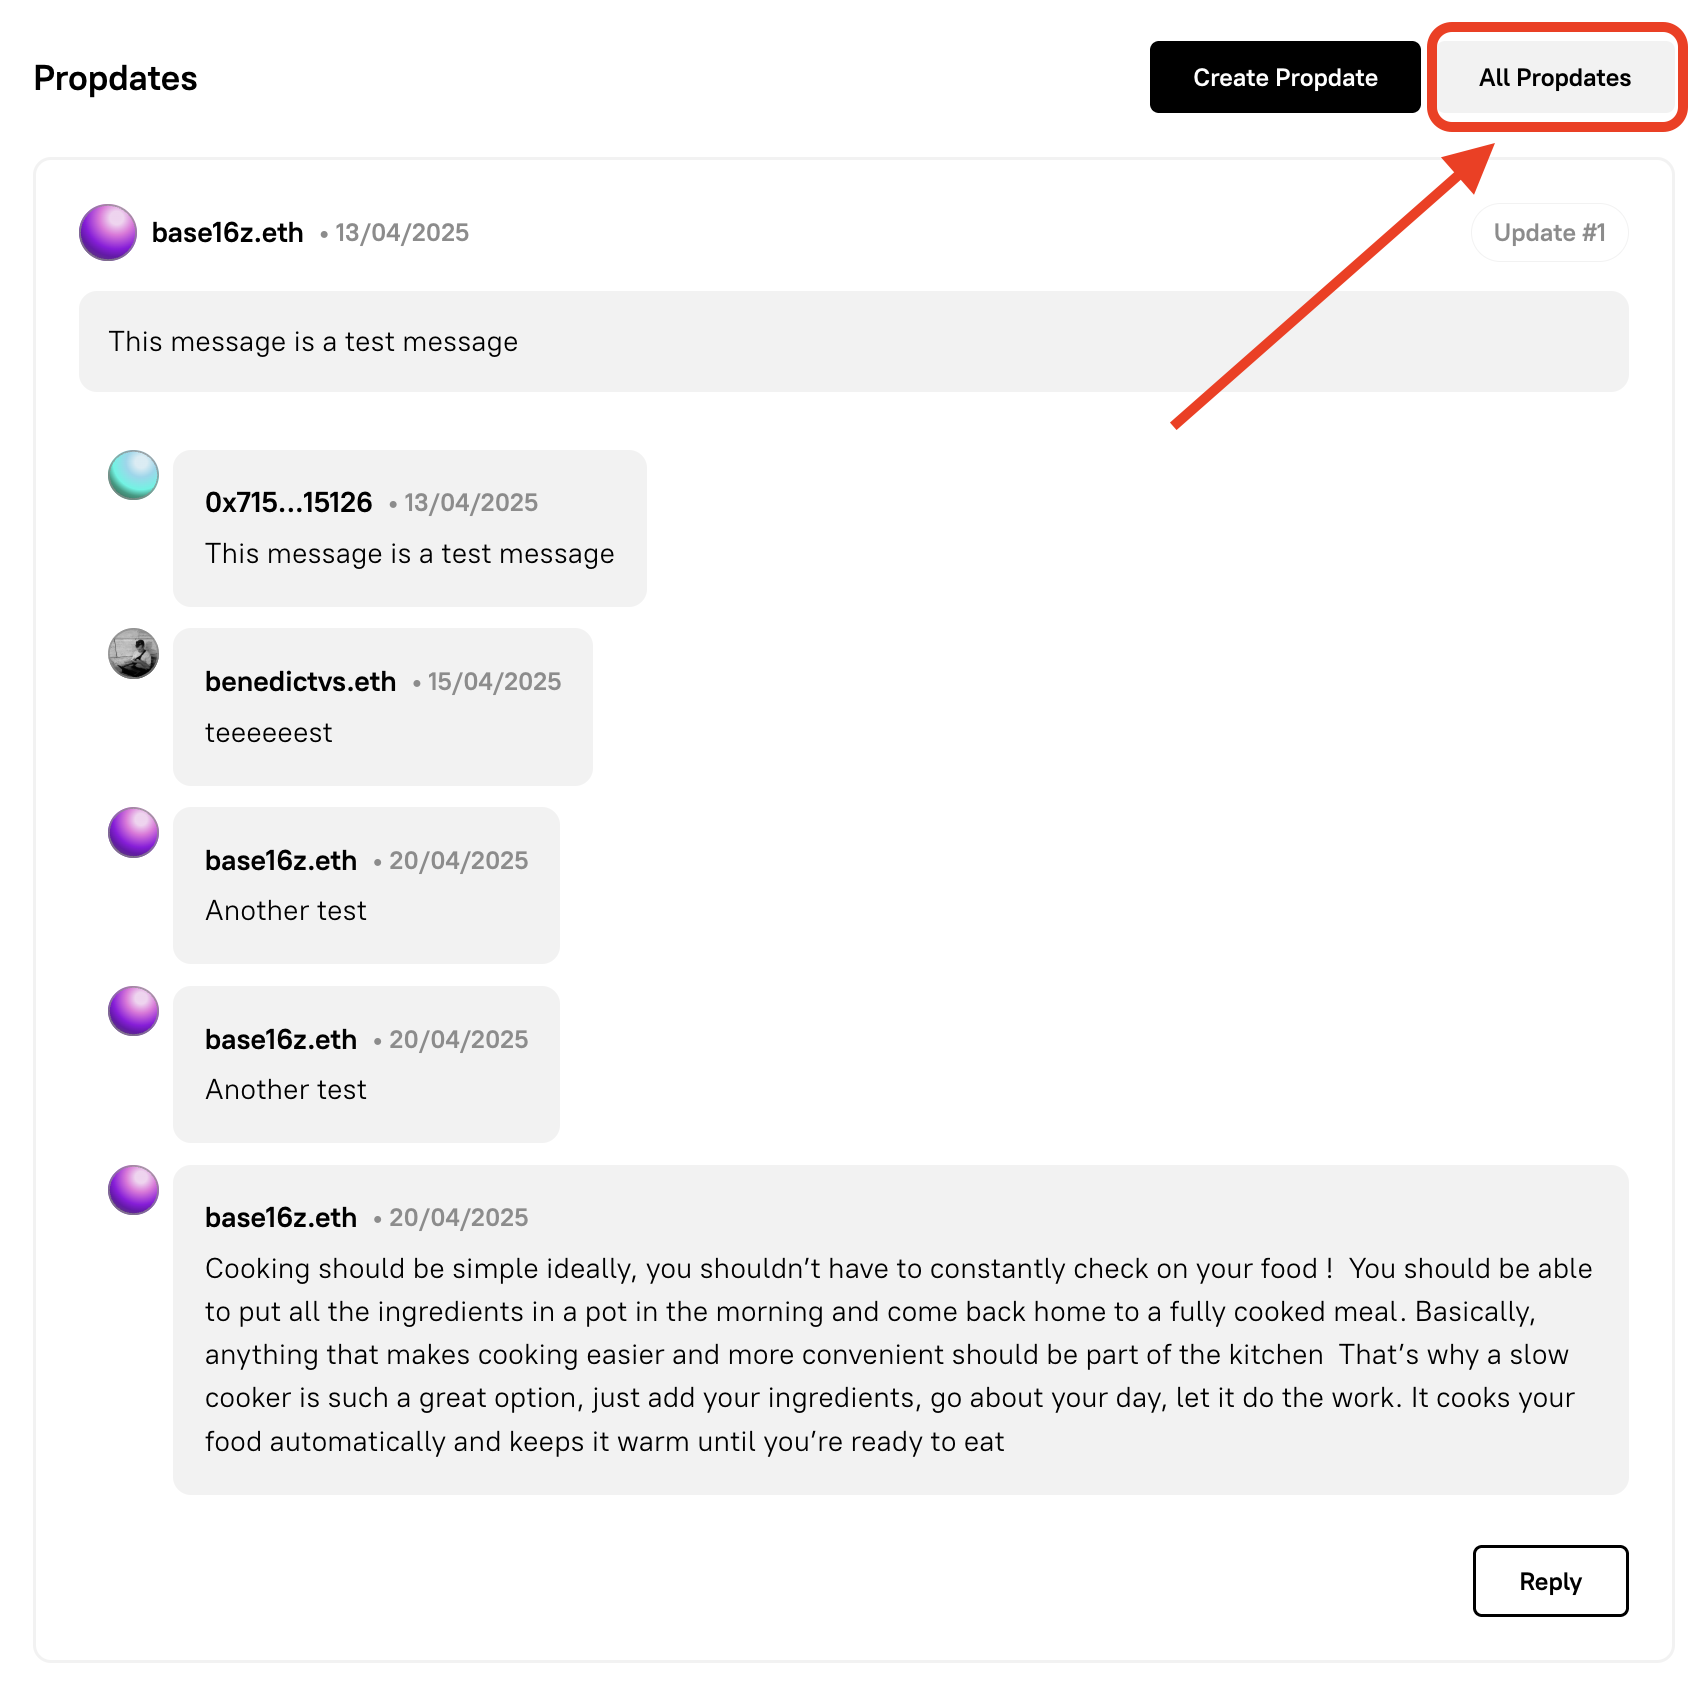 Propdates
Create Propdate
All Propdates
base16z.eth • 13/04/2025
Update #1
This message is a test message
0x715...15126 • 13/04/2025
This message is a test message
benedictvs.eth • 15/04/2025
teeeeeest
base16z.eth • 20/04/2025
Another test
base16z.eth • 20/04/2025
Another test
base16z.eth • 20/04/2025
Cooking should be simple ideally, you shouldn’t have to constantly check on your food !  You should be able
to put all the ingredients in a pot in the morning and come back home to a fully cooked meal. Basically,
anything that makes cooking easier and more convenient should be part of the kitchen  That’s why a slow
cooker is such a great option, just add your ingredients, go about your day, let it do the work. It cooks your
food automatically and keeps it warm until you’re ready to eat
Reply